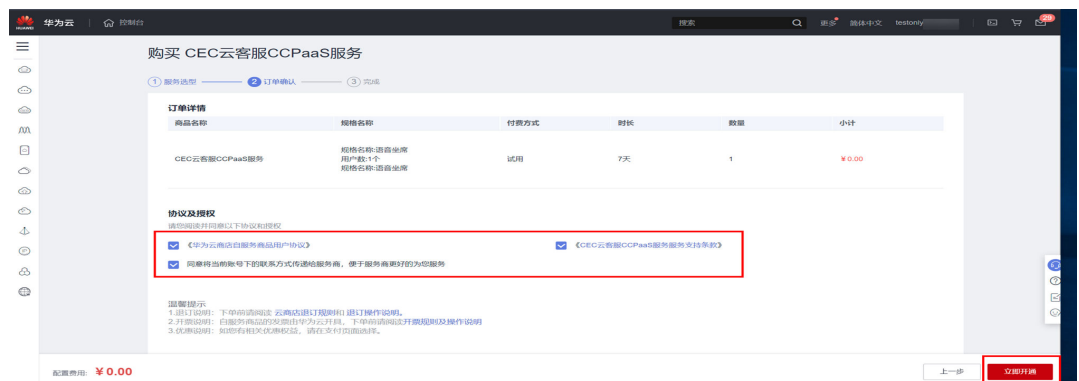 HUAWEI 华为云 控制台 搜索 更多 简体中文 testonly 29
购买 CEC云客服CCPaaS服务
1 服务选型 2 订单确认 3 完成
订单详情
商品名称 规格名称 付费方式 时长 数量 小计
规格名称:语音坐席
CEC云客服CCPaaS服务 用户数:1个 试用 7天 1 ¥0.00
规格名称:语音坐席
协议及授权
请您阅读并同意以下协议和授权
《华为云商店自服务商品用户协议》 《CEC云客服CCPaaS服务服务支持条款》
同意将当前账号下的联系方式传递给服务商，便于服务商更好的为您服务
温馨提示
1.退订说明：下单前请阅读 云商店退订规则和 退订操作说明。
2.开票说明：自服务商品的发票由华为云开具，下单前请阅读开票规则及操作说明
3.优惠说明：如您有相关优惠权益，请在支付页面选择。
配置费用: ¥0.00 上一步 立即开通